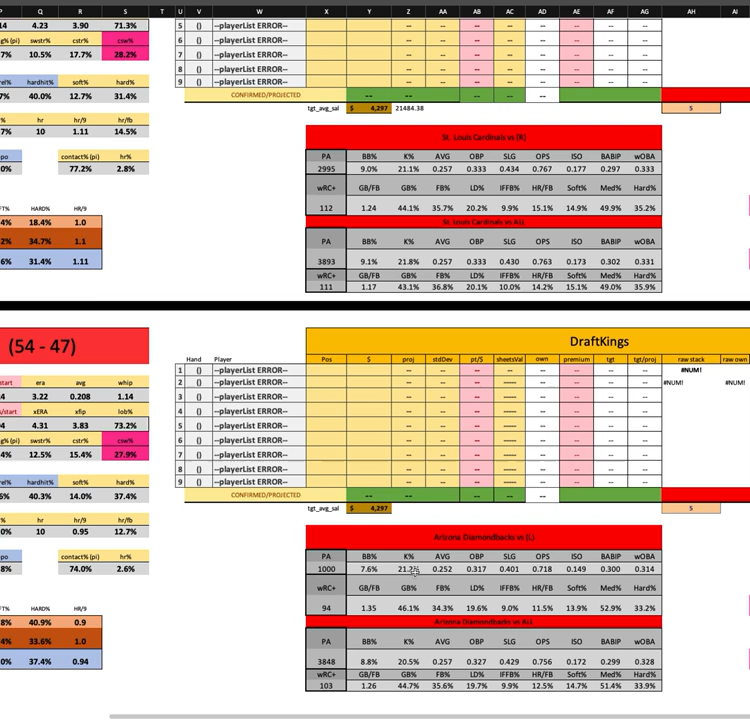 P Q R S T U V W X Y Z AA AB AC AD AE AF AG AH AI
14 4.23 3.90 71.3% 5 () --playerList ERROR-- -- -- -- -- -- -- -- --
g% (pi) swstr% cstr% csw% 6 () --playerList ERROR-- -- -- -- -- -- -- -- --
7% 10.5% 17.7% 28.2% 7 () --playerList ERROR-- -- -- -- -- -- -- -- --
8 () --playerList ERROR-- -- -- -- -- -- -- -- --
rel% hardhit% soft% hard% 9 () --playerList ERROR-- -- -- -- -- -- -- -- --
7% 40.0% 12.7% 31.4% CONFIRMED/PROJECTED -- -- -- -- --
tgt_avg_sal $ 4,297 21484.38 5
% hr hr/9 hr/fb
7% 10 1.11 14.5%
St. Louis Cardinals vs (R)
po contact% (pi) hr% PA BB% K% AVG OBP SLG OPS ISO BABIP wOBA
0% 77.2% 2.8% 2995 9.0% 21.1% 0.257 0.333 0.434 0.767 0.177 0.297 0.333
wRC+ GB/FB GB% FB% LD% IFFB% HR/FB Soft% Med% Hard%
FT% HARD% HR/9 112 1.24 44.1% 35.7% 20.2% 9.9% 15.1% 14.9% 49.9% 35.2%
4% 18.4% 1.0 St. Louis Cardinals vs ALL
2% 34.7% 1.1 PA BB% K% AVG OBP SLG OPS ISO BABIP wOBA
6% 31.4% 1.11 3893 9.1% 21.8% 0.257 0.333 0.430 0.763 0.173 0.302 0.331
wRC+ GB/FB GB% FB% LD% IFFB% HR/FB Soft% Med% Hard%
111 1.17 43.1% 36.8% 20.1% 10.0% 14.2% 15.1% 49.0% 35.9%
(54 - 47) DraftKings
Hand Player Pos $ proj stdDev pt/$ sheetsVal own premium tgt tgt/proj raw stack raw own
1 () --playerList ERROR-- -- -- -- -- -- -- -- -- #NUM!
start era avg whip 2 () --playerList ERROR-- -- -- -- ----- -- -- -- -- #NUM! #NUM!
4 3.22 0.208 1.14 3 () --playerList ERROR-- -- -- -- ----- -- -- -- --
/start xERA xfip lob% 4 () --playerList ERROR-- -- -- -- ----- -- -- -- --
94 4.31 3.83 73.2% 5 () --playerList ERROR-- -- -- -- ----- -- -- -- --
g% (pi) swstr% cstr% csw% 6 () --playerList ERROR-- -- -- -- ----- -- -- -- --
4% 12.5% 15.4% 27.9% 7 () --playerList ERROR-- -- -- -- ----- -- -- -- --
8 () --playerList ERROR-- -- -- -- ----- -- -- -- --
rel% hardhit% soft% hard% 9 () --playerList ERROR-- -- -- -- ----- -- -- -- --
6% 40.3% 14.0% 37.4% CONFIRMED/PROJECTED -- -- -- -- --
tgt_avg_sal $ 4,297 5
% hr hr/9 hr/fb
0% 10 0.95 12.7%
Arizona Diamondbacks vs (L)
po contact% (pi) hr% PA BB% K% AVG OBP SLG OPS ISO BABIP wOBA
8% 74.0% 2.6% 1000 7.6% 21.2% 0.252 0.317 0.401 0.718 0.149 0.300 0.314
wRC+ GB/FB GB% FB% LD% IFFB% HR/FB Soft% Med% Hard%
FT% HARD% HR/9 94 1.35 46.1% 34.3% 19.6% 9.0% 11.5% 13.9% 52.9% 33.2%
8% 40.9% 0.9 Arizona Diamondbacks vs ALL
4% 33.6% 1.0 PA BB% K% AVG OBP SLG OPS ISO BABIP wOBA
0% 37.4% 0.94 3848 8.8% 20.5% 0.257 0.327 0.429 0.756 0.172 0.299 0.328
wRC+ GB/FB GB% FB% LD% IFFB% HR/FB Soft% Med% Hard%
103 1.26 44.7% 35.6% 19.7% 9.9% 12.5% 14.7% 51.4% 33.9%